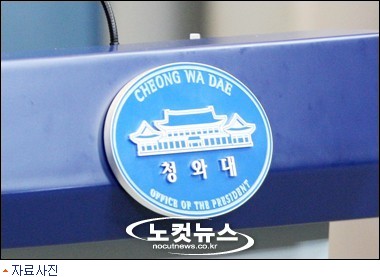 CHEONG WA DAE
청와대
OFFICE OF THE PRESIDENT
노컷뉴스
nocutnews.co.kr
자료사진